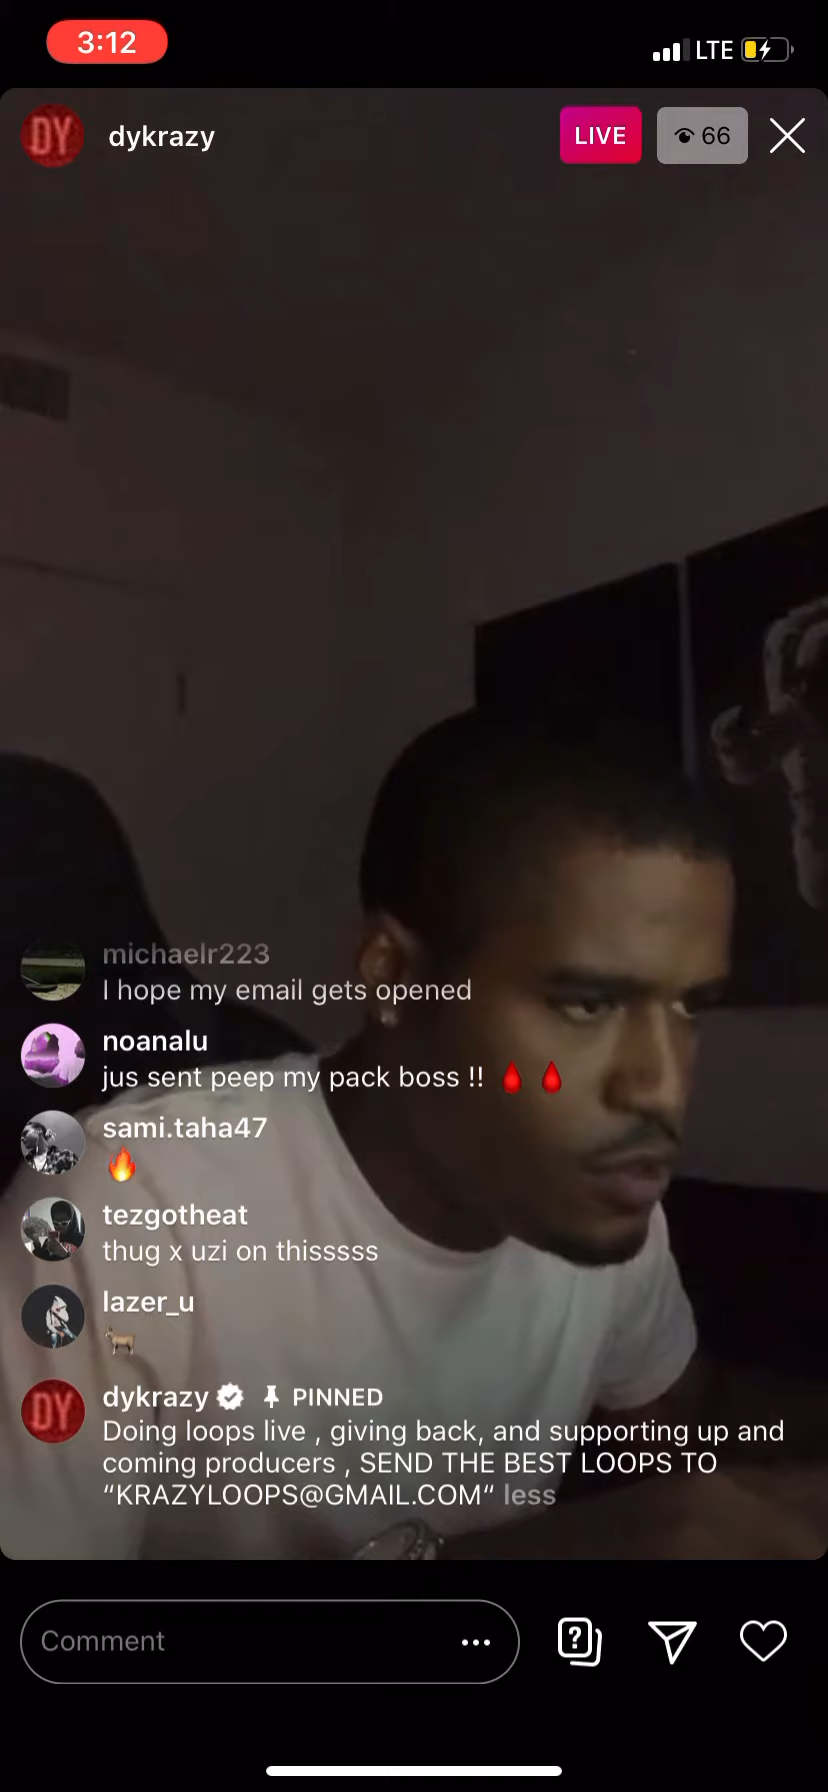 3:12
LTE
DY
dykrazy
LIVE
66
michaelr223
I hope my email gets opened
noanalu
jus sent peep my pack boss !! 🩸🩸
sami.taha47
🔥
tezgotheat
thug x uzi on thisssss
lazer_u
🐐
DY
dykrazy PINNED
Doing loops live , giving back, and supporting up and
coming producers , SEND THE BEST LOOPS TO
“KRAZYLOOPS@GMAIL.COM“ less
Comment